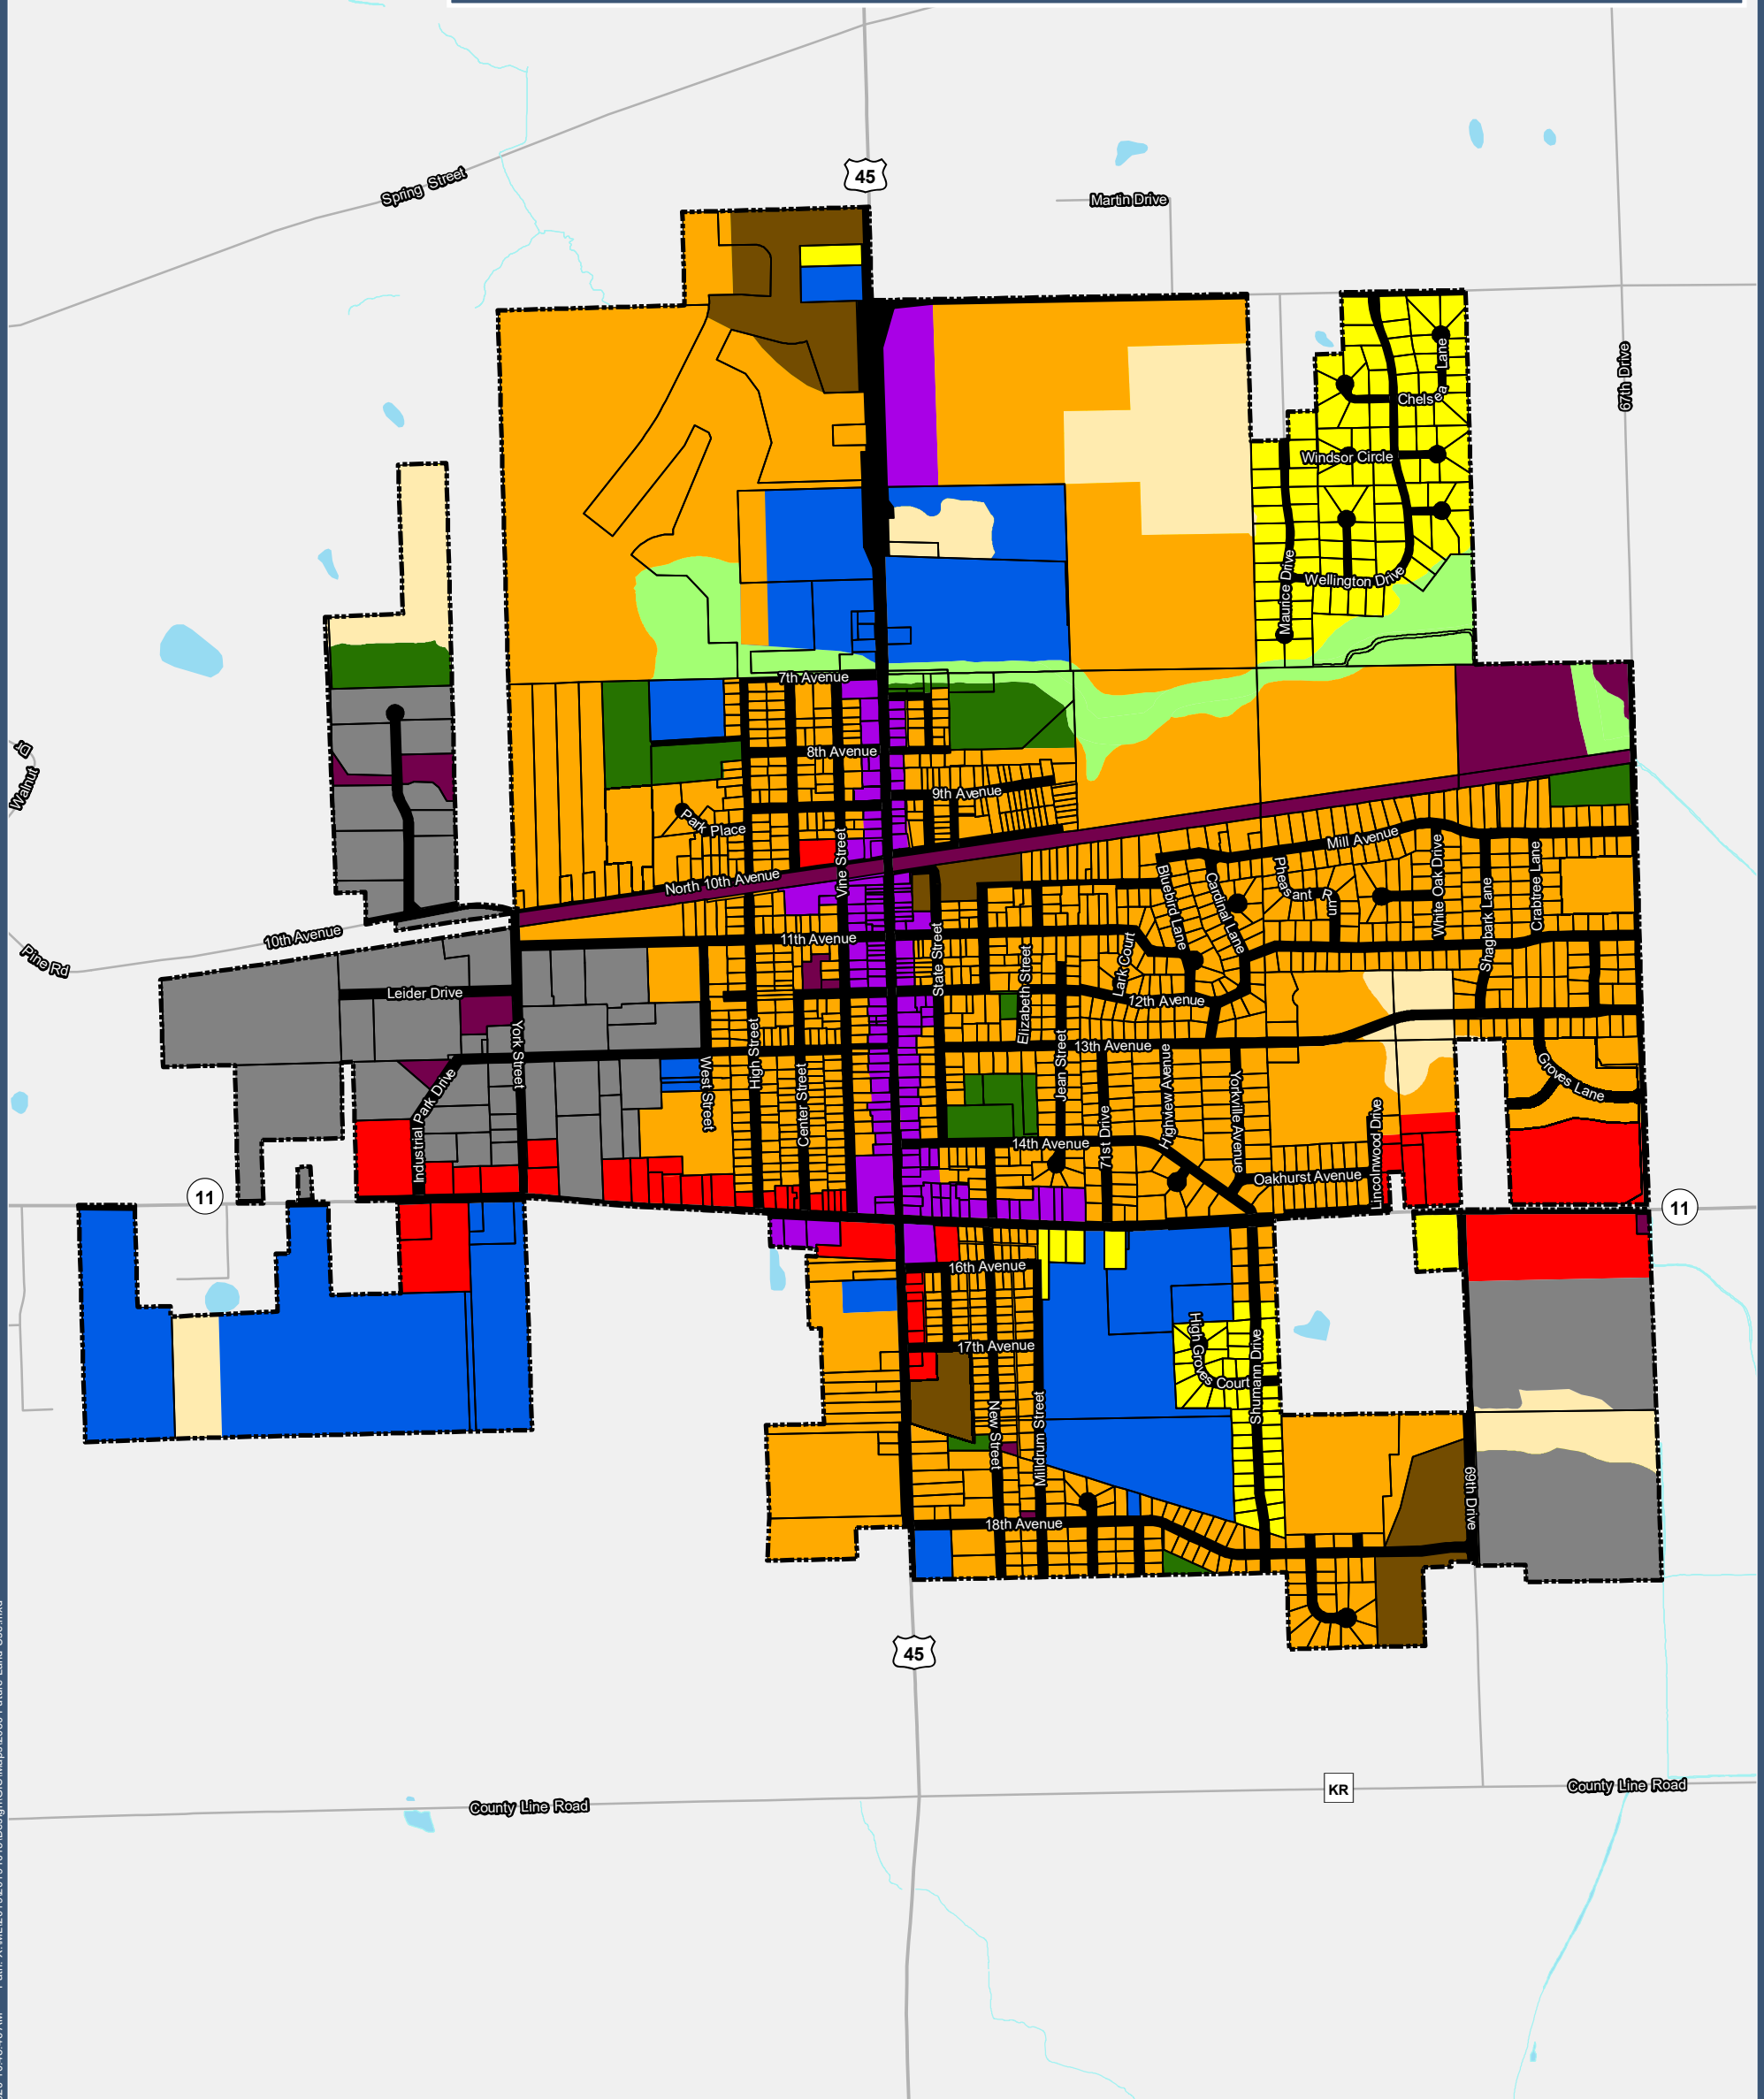 Spring Street
45
Martin Drive
67th Drive
Chelsea Lane
Windsor Circle
Wellington Drive
Maurice Drive
7th Avenue
8th Avenue
9th Avenue
Park Place
Vine Street
North 10th Avenue
Mill Avenue
Bluebird Lane
Cardinal Lane
Pheasant Run
White Oak Drive
Shagbark Lane
Crabtree Lane
Walnut Dr
Pine Rd
10th Avenue
11th Avenue
State Street
Elizabeth Street
Lark Court
12th Avenue
Leider Drive
York Street
13th Avenue
High Street
West Street
Center Street
Jean Street
71st Drive
Highview Avenue
Yorkville Avenue
Groves Lane
Industrial Park Drive
14th Avenue
Lincolnwood Drive
Oakhurst Avenue
11
11
16th Avenue
17th Avenue
High Groves Court
Shumann Drive
New Street
Milldrum Street
69th Drive
18th Avenue
45
KR
County Line Road
County Line Road